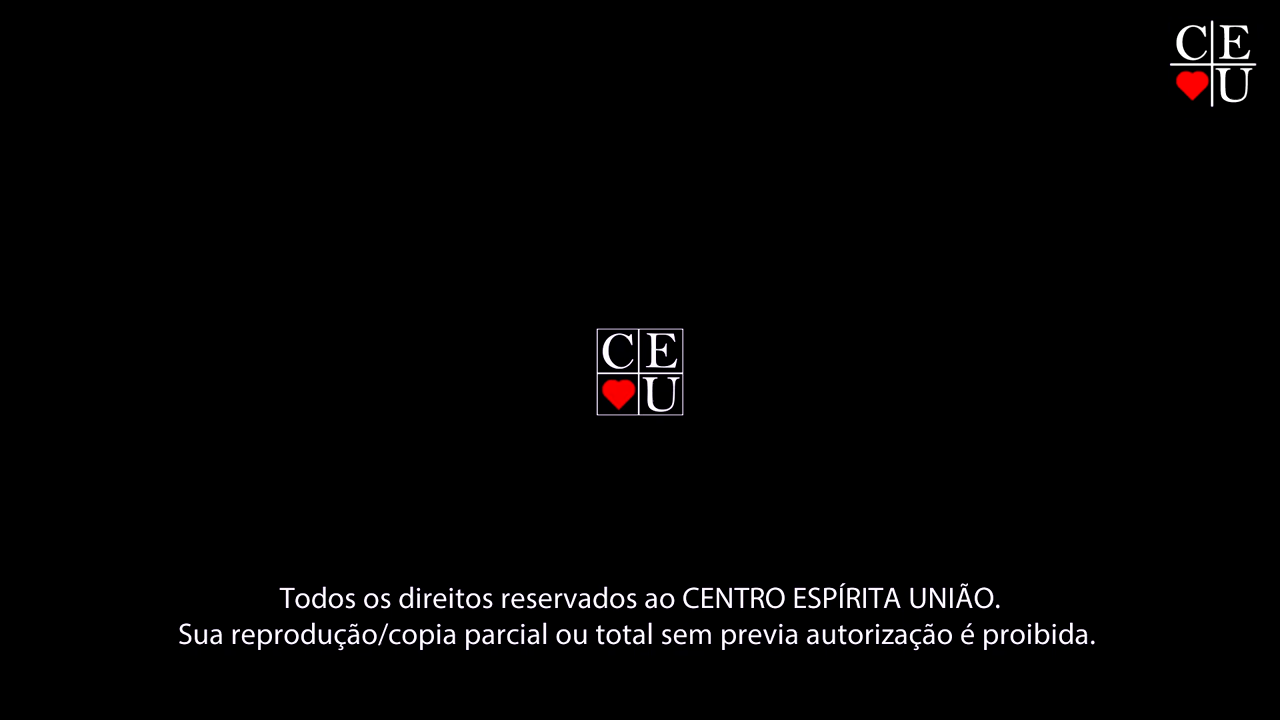 CE
U
CE
U
Todos os direitos reservados ao CENTRO ESPÍRITA UNIÃO.
Sua reprodução/copia parcial ou total sem previa autorização é proibida.